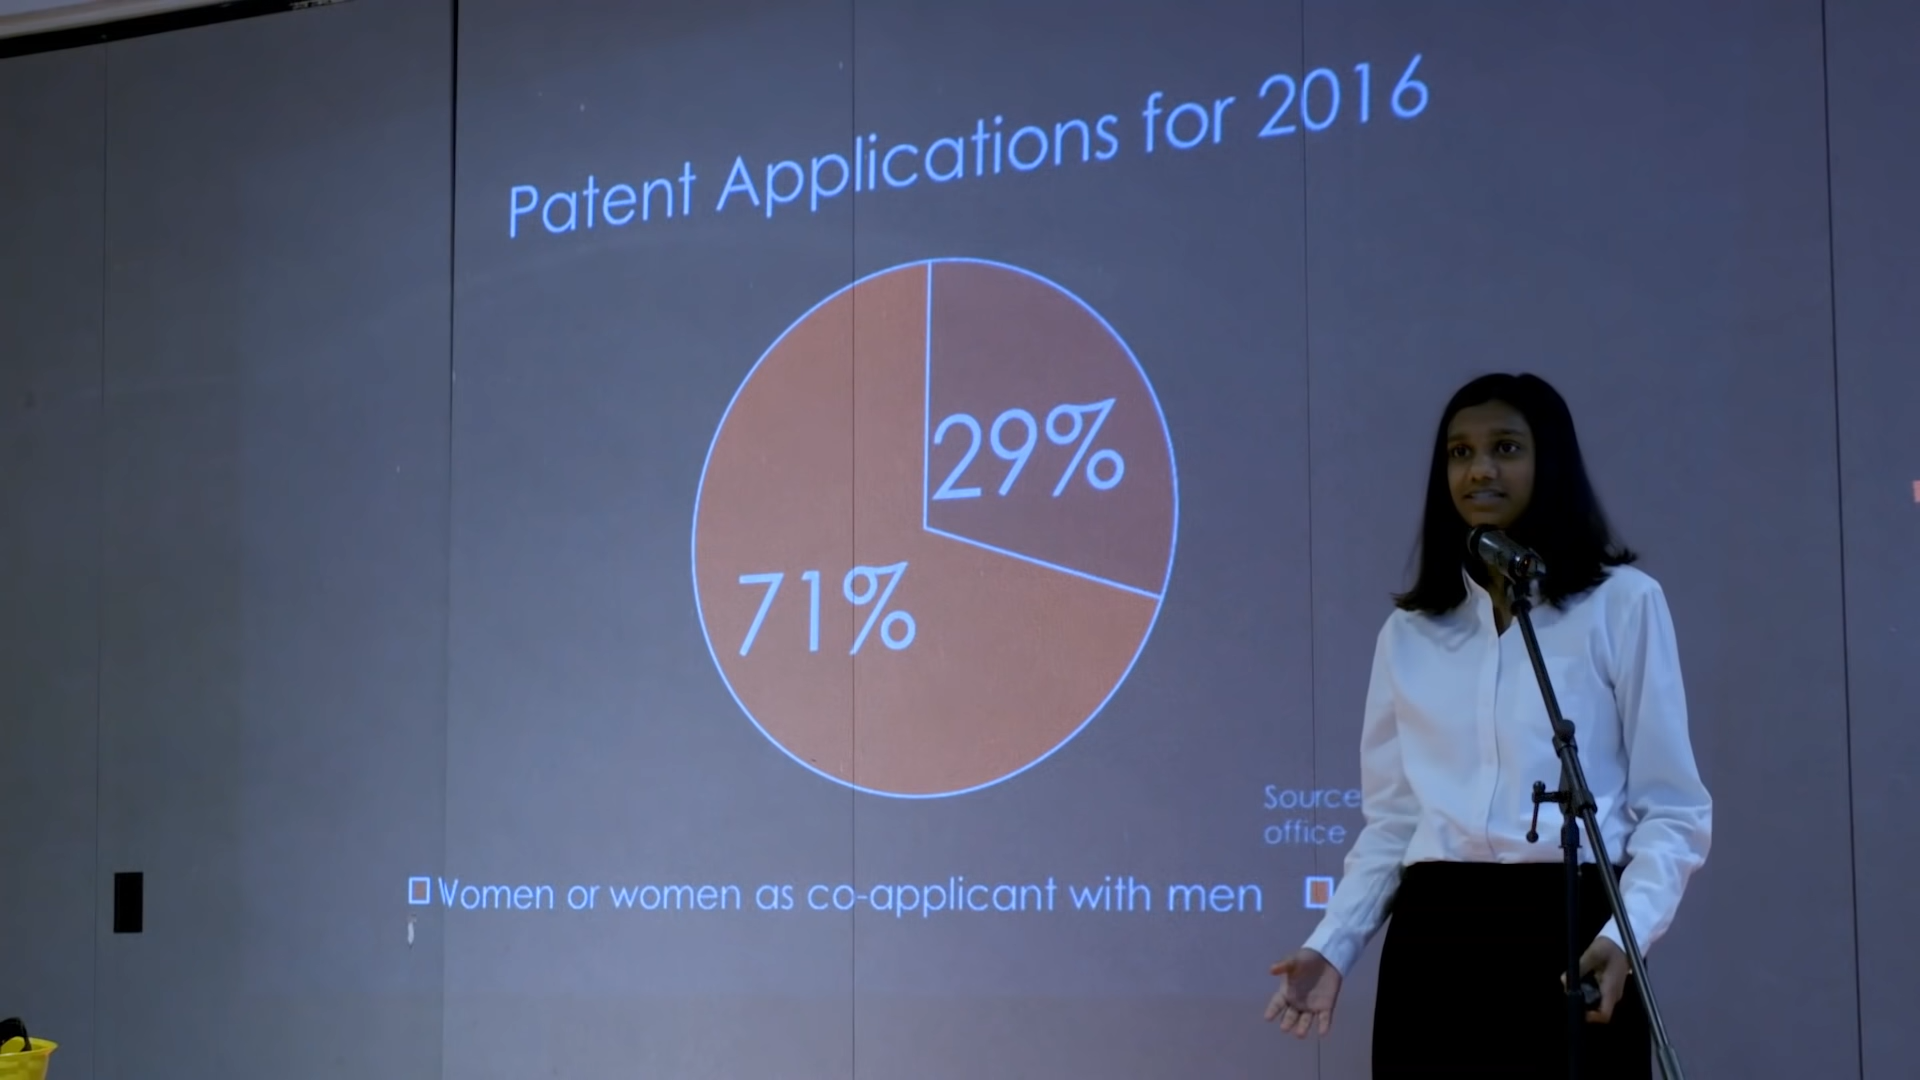 Patent Applications for 2016
29%
71%
Source
office
Women or women as co-applicant with men